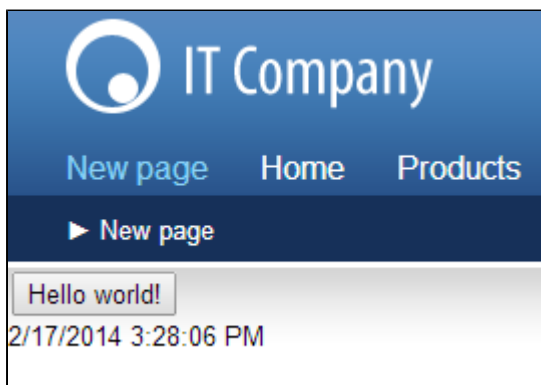 IT Company
New page Home Products
► New page
Hello world!
2/17/2014 3:28:06 PM